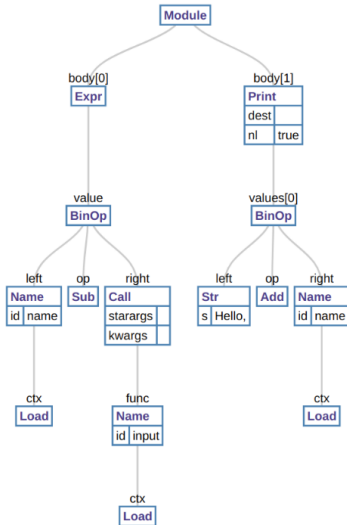 Module
body[0] body[1]
Expr Print
dest
nl true
value values[0]
BinOp BinOp
left op right left op right
Name Sub Call Str Add Name
id name starargs s Hello, id name
kwargs
ctx func ctx
Load Name Load
id input
ctx
Load